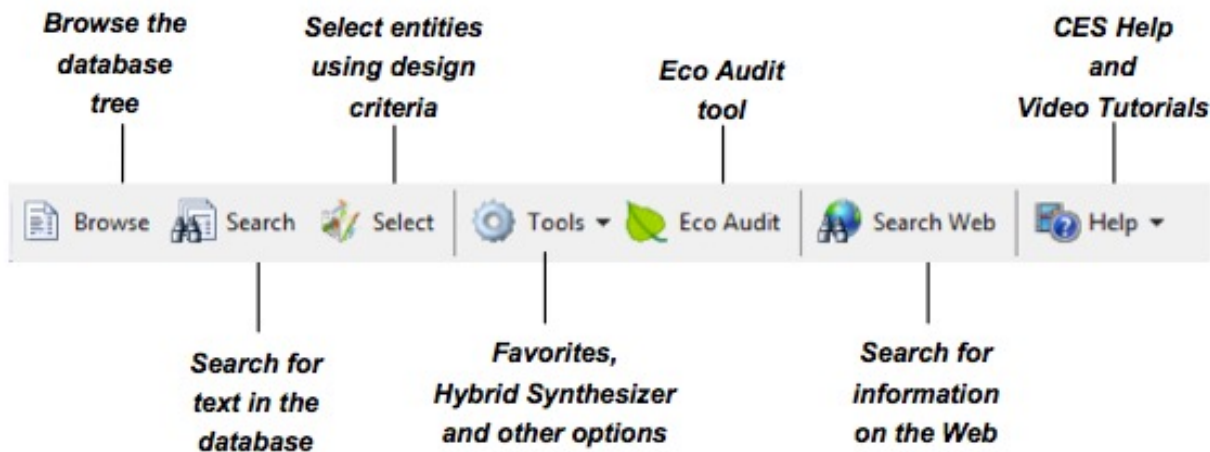 Browse the
database
tree
Select entities
using design
criteria
Eco Audit
tool
CES Help
and
Video Tutorials
Browse
Search
Select
Tools
Eco Audit
Search Web
Help
Search for
text in the
database
Favorites,
Hybrid Synthesizer
and other options
Search for
information
on the Web